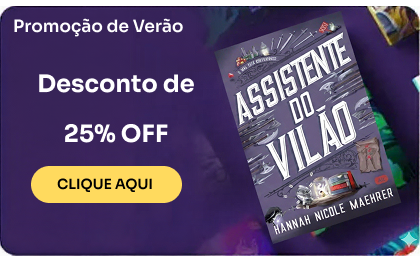 Promoção de Verão
Desconto de
25% OFF
CLIQUE AQUI
ASSISTENTE
DO
VILÃO
HANNAH NICOLE MAEHRER